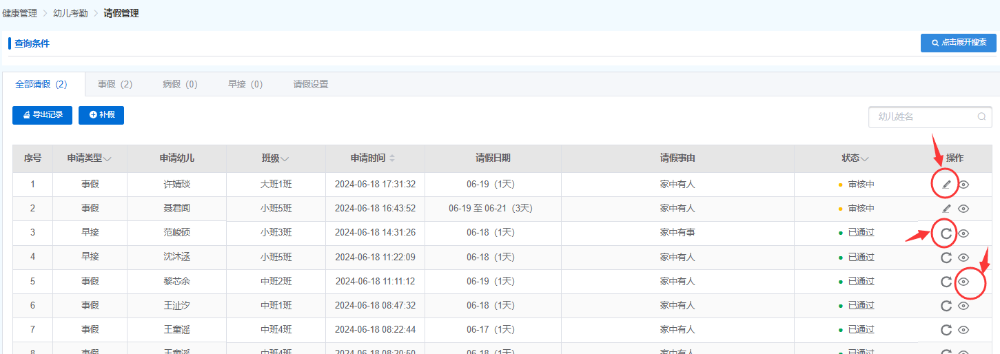 健康管理 > 幼儿考勤 > 请假管理
查询条件 点击展开搜索
全部请假（2） 事假（2） 病假（0） 早接（0） 请假设置
导出记录 补假 幼儿姓名
序号 申请类型 申请幼儿 班级 申请时间 请假日期 请假事由 状态 操作
1 事假 许婧琰 大班1班 2024-06-18 17:31:32 06-19（1天） 家中有人 审核中
2 事假 聂君闻 小班5班 2024-06-18 16:43:52 06-19 至 06-21（3天） 家中有人 审核中
3 早接 范峻硕 小班3班 2024-06-18 14:31:26 06-18（1天） 家中有事 已通过
4 早接 沈沐涵 小班5班 2024-06-18 11:22:09 06-18（1天） 家中有人 已通过
5 事假 黎芯余 中班2班 2024-06-18 11:11:12 06-19（1天） 家中有人 已通过
6 事假 王沚汐 中班1班 2024-06-18 08:47:32 06-18（1天） 家中有人 已通过
7 事假 王童谣 中班4班 2024-06-18 08:22:44 06-17（1天） 家中有人 已通过
8 事假 王童谣 中班4班 2024-06-18 08:20:50 06-18（1天） 家中有人 已通过